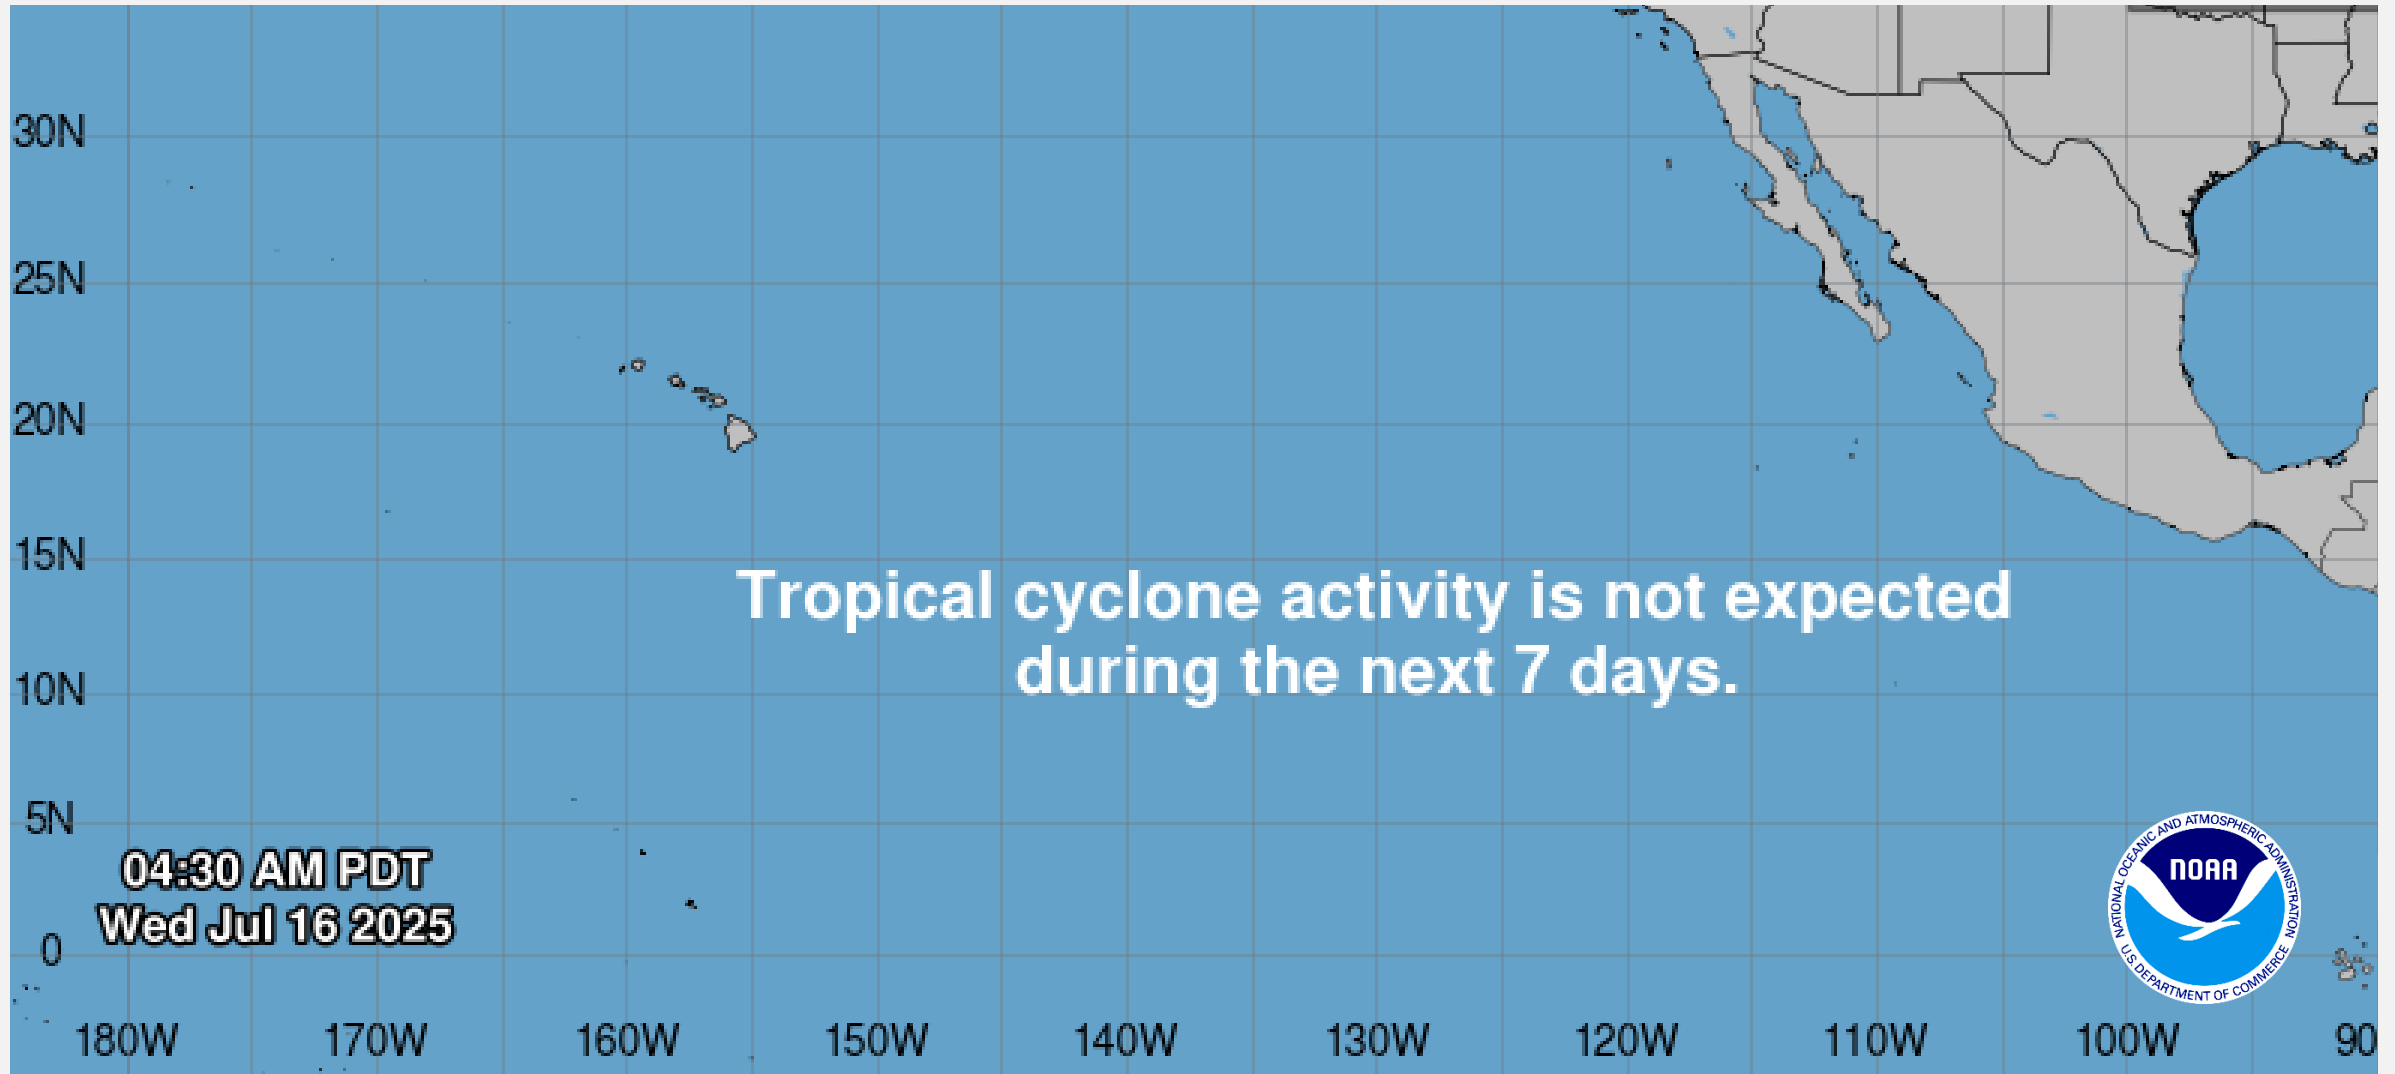 30N
25N
20N
15N
Tropical cyclone activity is not expected
during the next 7 days.
10N
5N
04:30 AM PDT
Wed Jul 16 2025
0
NATIONAL OCEANIC AND ATMOSPHERIC ADMINISTRATION
NOAA
U.S. DEPARTMENT OF COMMERCE
180W 170W 160W 150W 140W 130W 120W 110W 100W 90